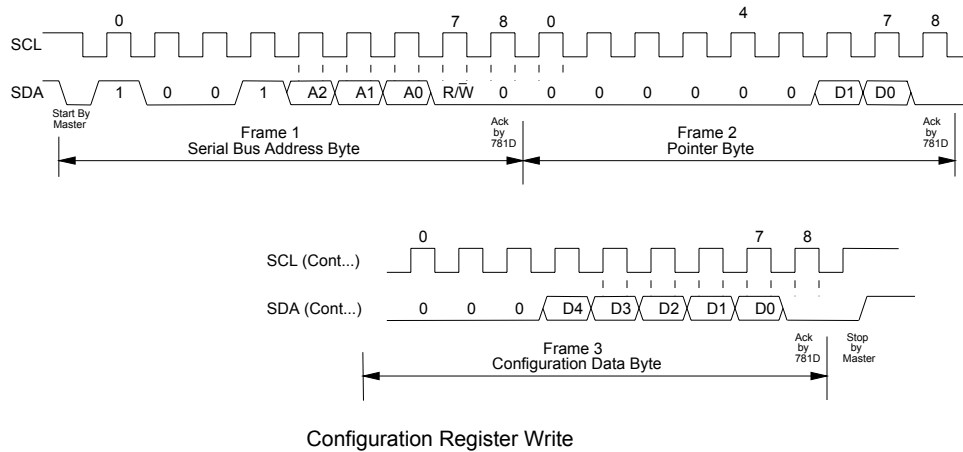 0 7 8 0 4 7 8
SCL
SDA 1 0 0 1 A2 A1 A0 R/W 0 0 0 0 0 0 0 D1 D0
Start By
Master
Ack
by
781D
Ack
by
781D
Frame 1
Serial Bus Address Byte
Frame 2
Pointer Byte
0 7 8
SCL (Cont...)
SDA (Cont...) 0 0 0 D4 D3 D2 D1 D0
Ack
by
781D
Stop
by
Master
Frame 3
Configuration Data Byte
Configuration Register Write